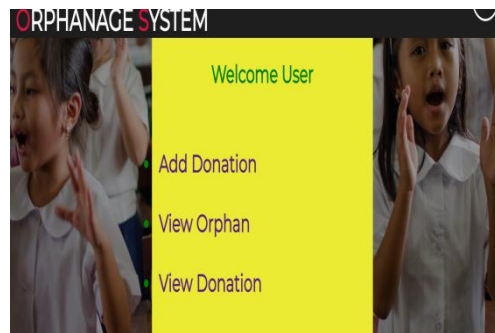 ORPHANAGE SYSTEM
Welcome User
Add Donation
View Orphan
View Donation